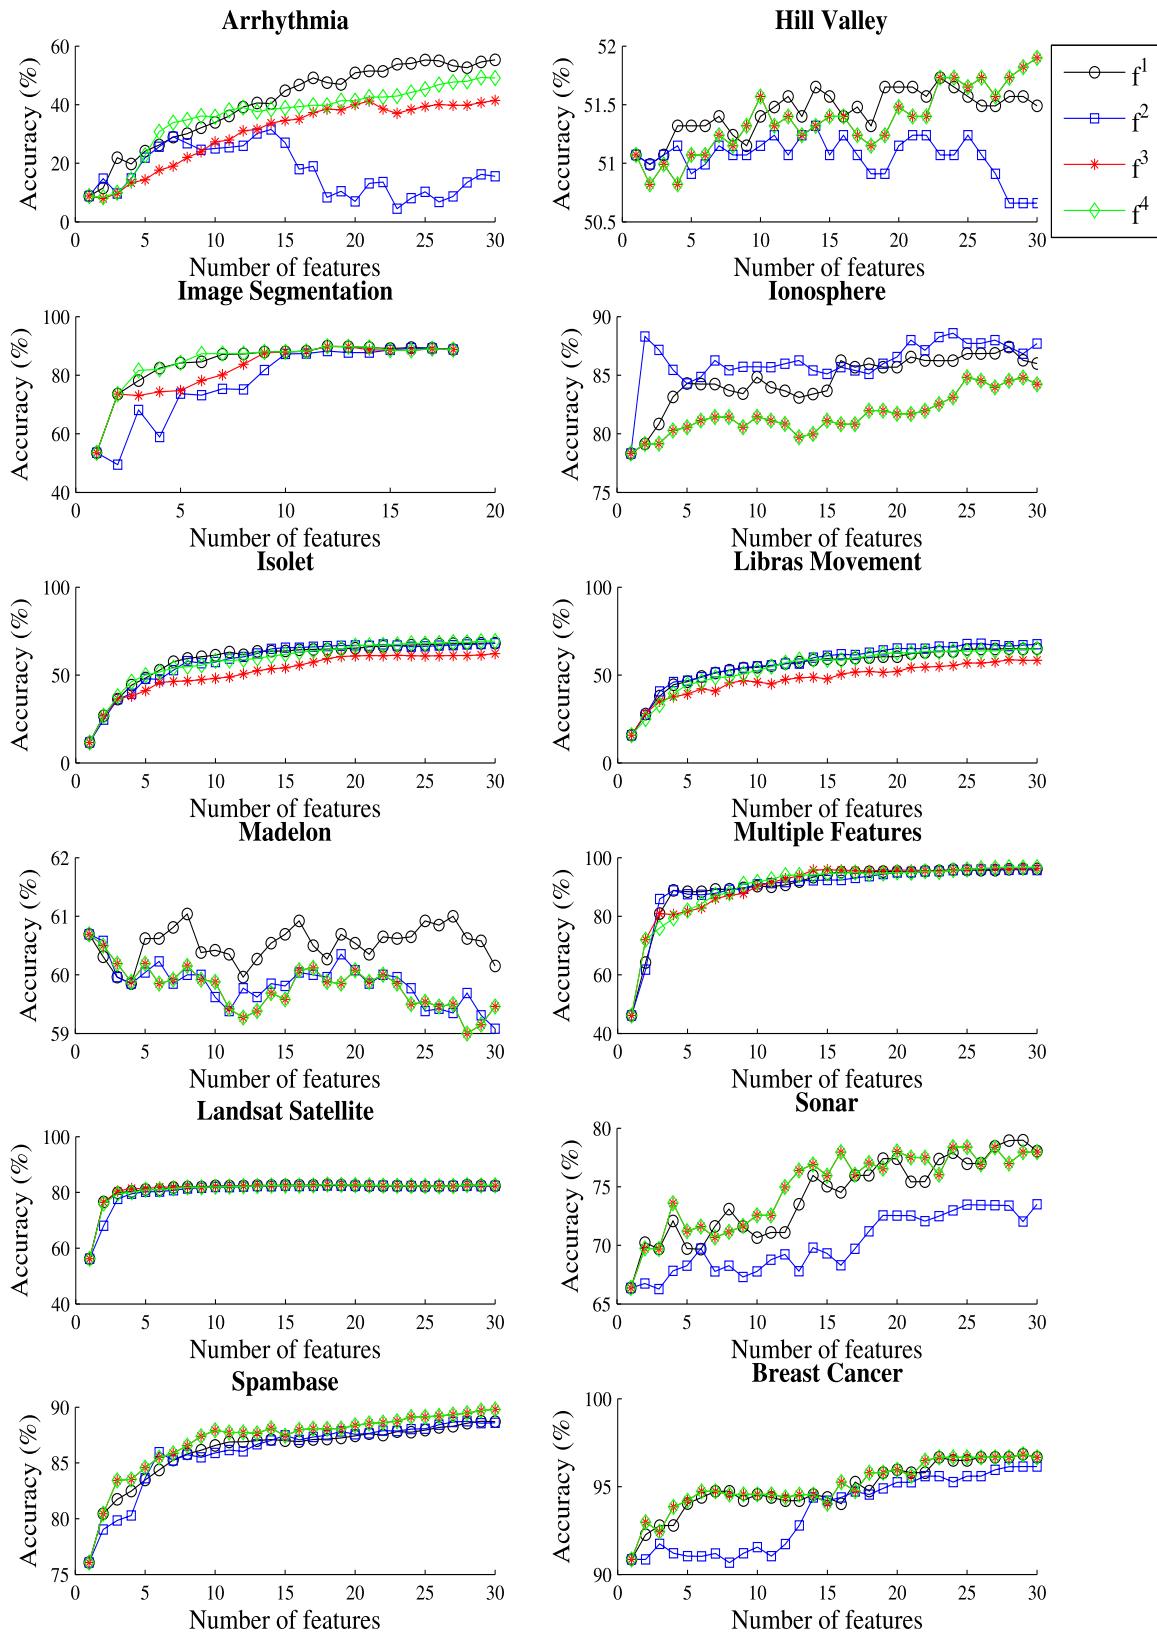 Arrhythmia
60
40
20
0
0 5 10 15 20 25 30
Accuracy (%)
Number of features
Hill Valley
52
51.5
51
50.5
0 5 10 15 20 25 30
Accuracy (%)
Number of features
f1
f2
f3
f4
Image Segmentation
100
80
60
40
0 5 10 15 20
Accuracy (%)
Number of features
Ionosphere
90
85
80
75
0 5 10 15 20 25 30
Accuracy (%)
Number of features
Isolet
100
50
0
0 5 10 15 20 25 30
Accuracy (%)
Number of features
Libras Movement
100
50
0
0 5 10 15 20 25 30
Accuracy (%)
Number of features
Madelon
62
61
60
59
0 5 10 15 20 25 30
Accuracy (%)
Number of features
Multiple Features
100
80
60
40
0 5 10 15 20 25 30
Accuracy (%)
Number of features
Landsat Satellite
100
80
60
40
0 5 10 15 20 25 30
Accuracy (%)
Number of features
Sonar
80
75
70
65
0 5 10 15 20 25 30
Accuracy (%)
Number of features
Spambase
90
85
80
75
0 5 10 15 20 25 30
Accuracy (%)
Number of features
Breast Cancer
100
95
90
0 5 10 15 20 25 30
Accuracy (%)
Number of features